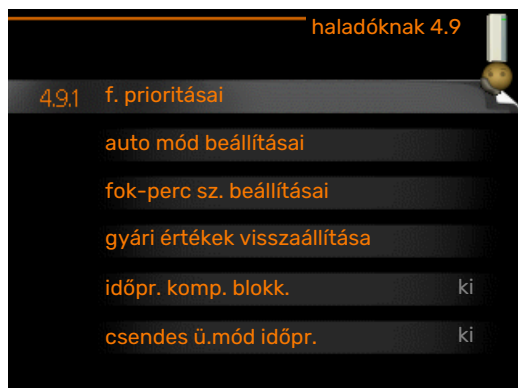 haladóknak 4.9
4.9.1 f. prioritásai
auto mód beállításai
fok-perc sz. beállításai
gyári értékek visszaállítása
időpr. komp. blokk. ki
csendes ü.mód időpr. ki